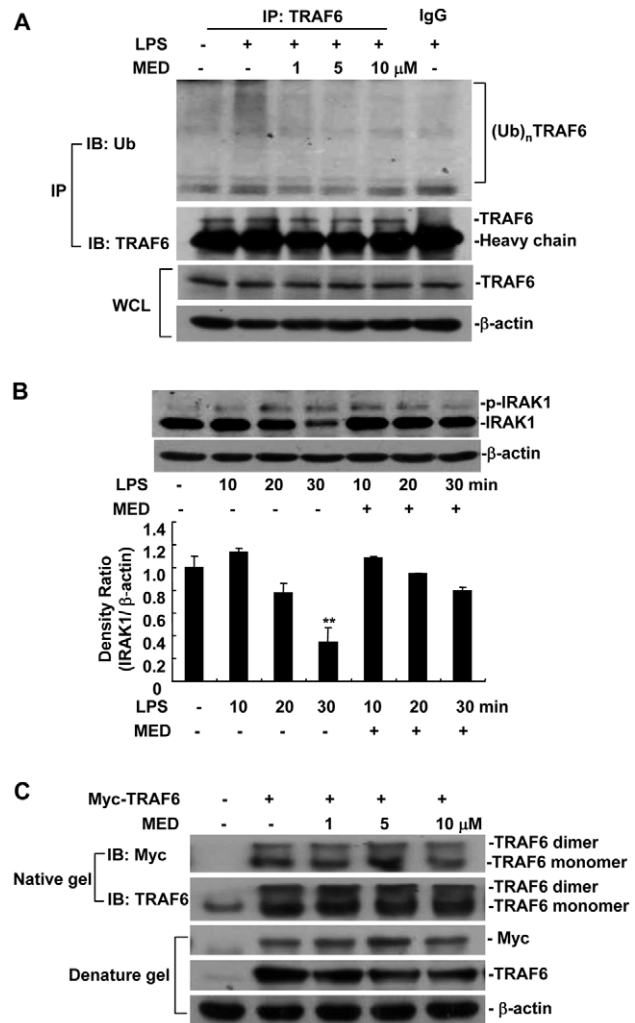 A
IP: TRAF6 IgG
LPS - + + + + +
MED - - 1 5 10 μM -
IP
IB: Ub
(Ub)nTRAF6
-TRAF6
IB: TRAF6
-Heavy chain
WCL
-TRAF6
-β-actin
B
-p-IRAK1
-IRAK1
-β-actin
LPS - 10 20 30 10 20 30 min
MED - - - - + + +
Density Ratio
(IRAK1/ β-actin)
1.4
1.2
1.0
0.8
0.6
0.4
0.2
0
**
LPS - 10 20 30 10 20 30 min
MED - - - - + + +
C
Myc-TRAF6 - + + + +
MED - - 1 5 10 μM
Native gel
IB: Myc
-TRAF6 dimer
-TRAF6 monomer
IB: TRAF6
-TRAF6 dimer
-TRAF6 monomer
Denature gel
- Myc
-TRAF6
- β-actin